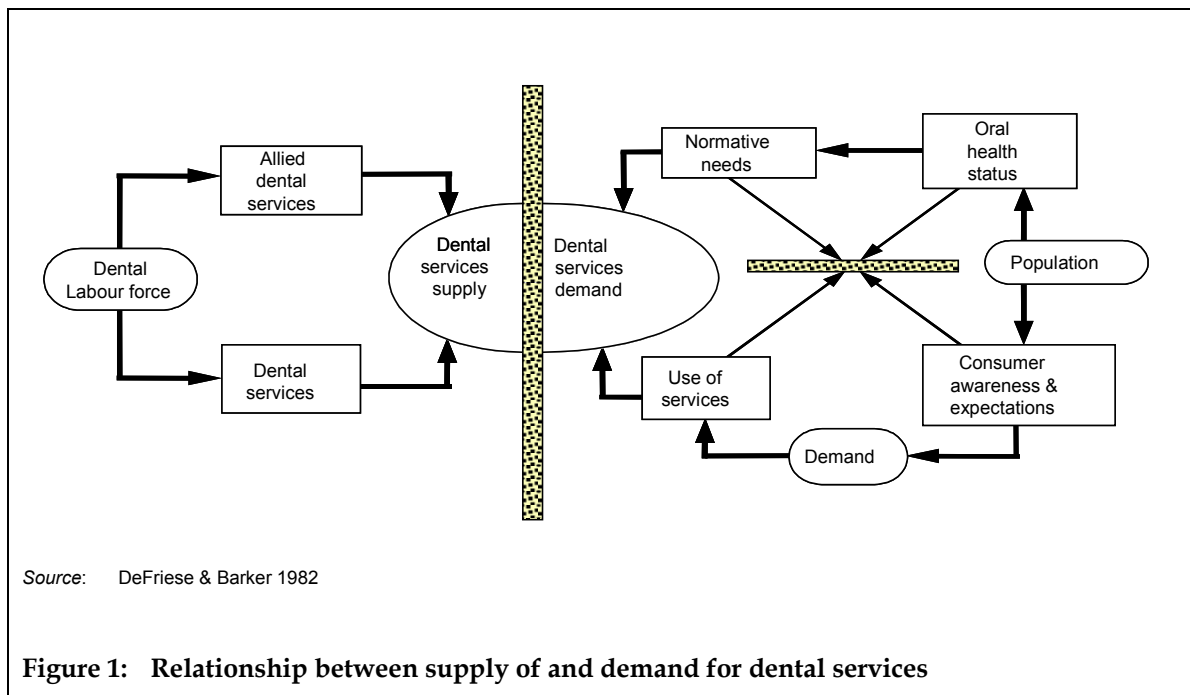 Allied
dental
services
Dental
Labour force
Dental
services
Dental
services
supply
Dental
services
demand
Normative
needs
Oral
health
status
Population
Use of
services
Consumer
awareness &
expectations
Demand
Source: DeFriese & Barker 1982
Figure 1: Relationship between supply of and demand for dental services